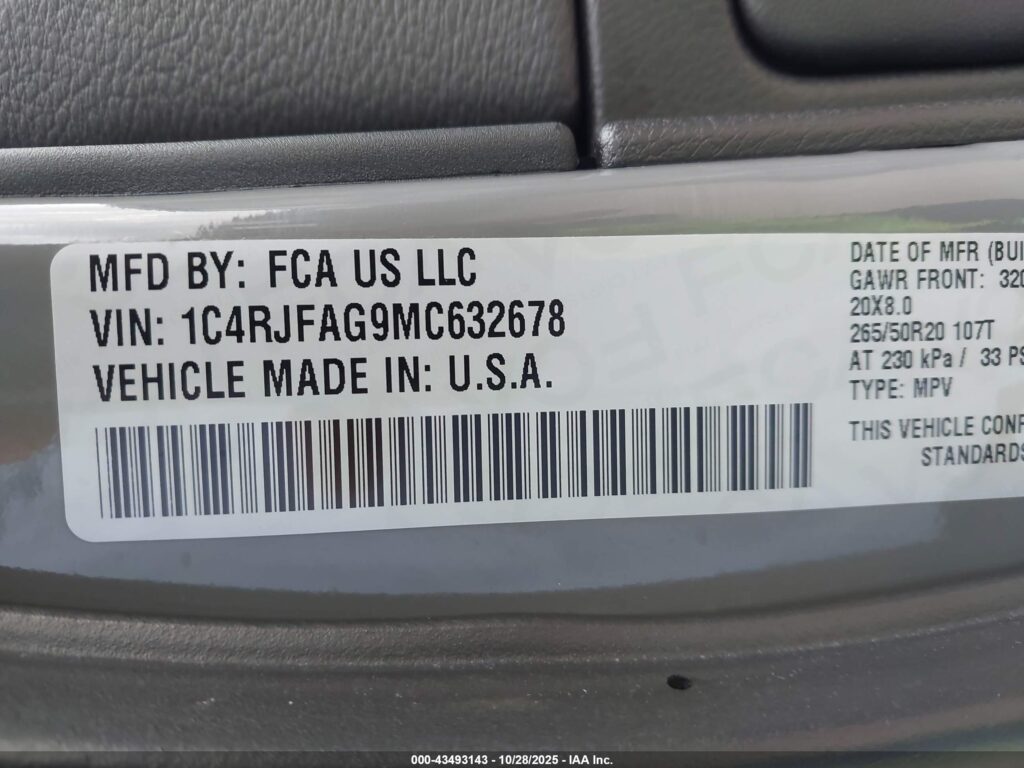 MFD BY: FCA US LLC
VIN: 1C4RJFAG9MC632678
VEHICLE MADE IN: U.S.A.
DATE OF MFR (BUI
GAWR FRONT: 320
20X8.0
265/50R20 107T
AT 230 kPa / 33 PS
TYPE: MPV
THIS VEHICLE CONF
STANDARDS
000-43493143 - 10/28/2025 - IAA Inc.